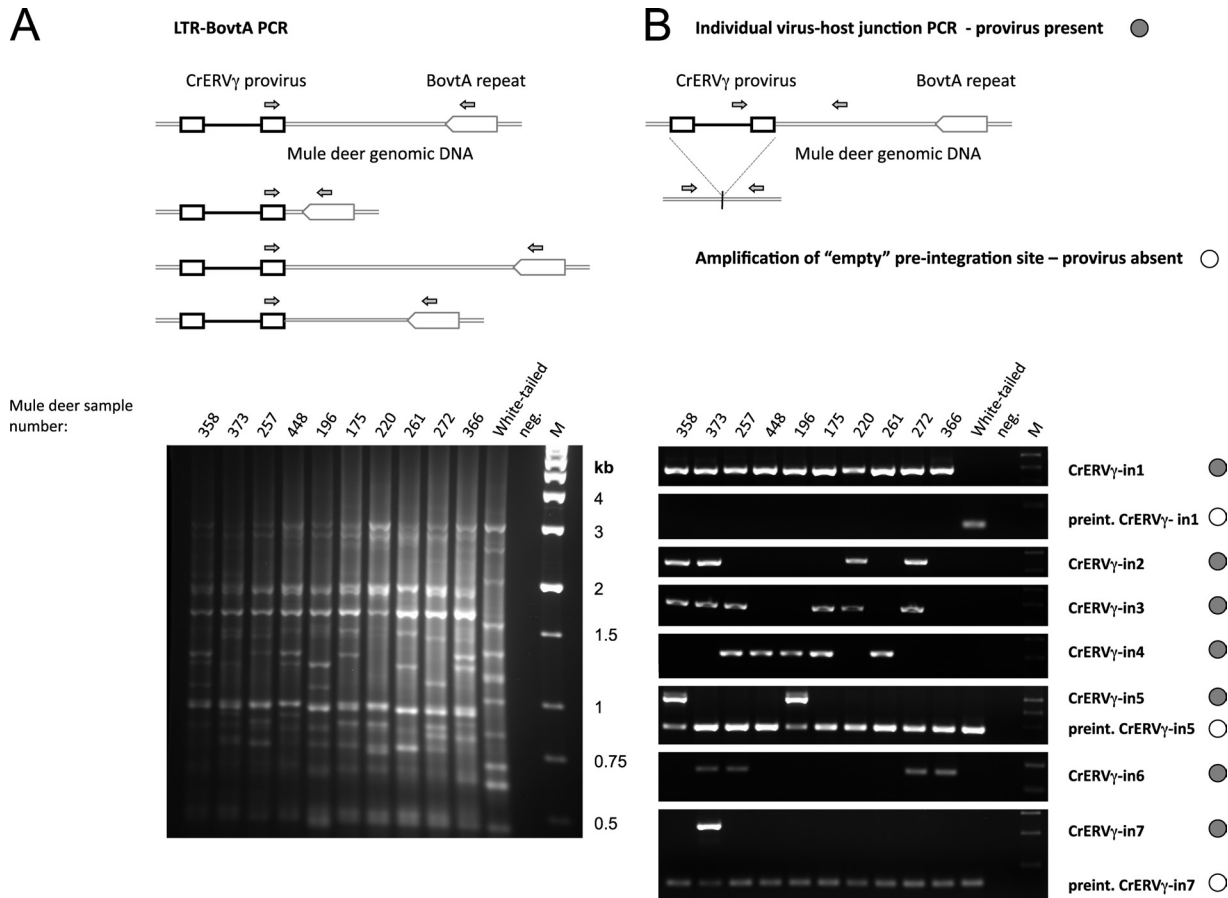 A
LTR-BovtA PCR
CrERVγ provirus
BovtA repeat
Mule deer genomic DNA
Mule deer sample
number:
358
373
257
448
196
175
220
261
272
366
White-tailed
neg.
M
kb
4
3
2
1.5
1
0.75
0.5
B
Individual virus-host junction PCR - provirus present
CrERVγ provirus
BovtA repeat
Mule deer genomic DNA
Amplification of “empty” pre-integration site – provirus absent
358
373
257
448
196
175
220
261
272
366
White-tailed
neg.
M
CrERVγ-in1
preint. CrERVγ- in1
CrERVγ-in2
CrERVγ-in3
CrERVγ-in4
CrERVγ-in5
preint. CrERVγ-in5
CrERVγ-in6
CrERVγ-in7
preint. CrERVγ-in7